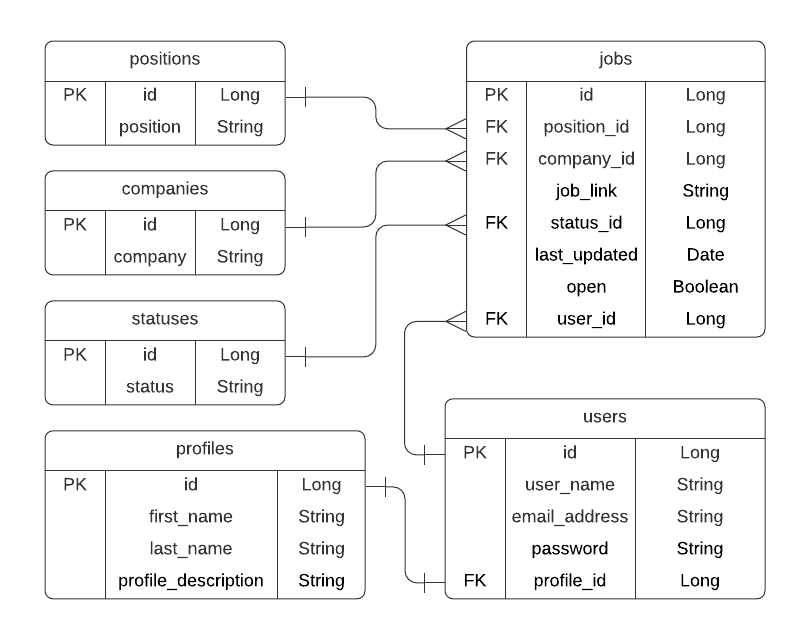 positions
PK id Long
position String
companies
PK id Long
company String
statuses
PK id Long
status String
profiles
PK id Long
first_name String
last_name String
profile_description String
jobs
PK id Long
FK position_id Long
FK company_id Long
job_link String
FK status_id Long
last_updated Date
open Boolean
FK user_id Long
users
PK id Long
user_name String
email_address String
password String
FK profile_id Long